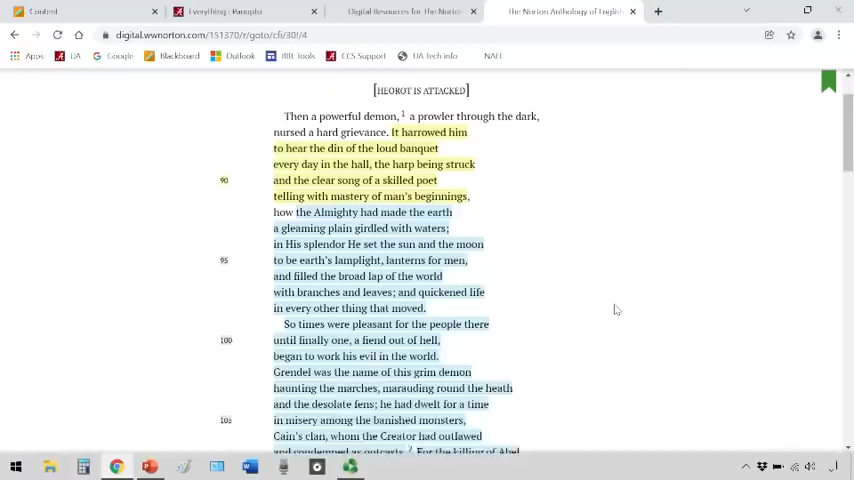 Content
Everything : Panopto
Digital Resources for The Norton
The Norton Anthology of English
digital.wwnorton.com/151370/r/goto/cfi/30!/4
Apps
UA
Google
Blackboard
Outlook
Tools
CCS Support
UA Tech info
[HEOROT IS ATTACKED]
Then a powerful demon,1 a prowler through the dark,
nursed a hard grievance. It harrowed him
to hear the din of the loud banquet
every day in the hall, the harp being struck
90 and the clear song of a skilled poet
telling with mastery of man's beginnings,
how the Almighty had made the earth
a gleaming plain girdled with waters;
in His splendor He set the sun and the moon
95 to be earth's lamplight, lanterns for men,
and filled the broad lap of the world
with branches and leaves; and quickened life
in every other thing that moved.
So times were pleasant for the people there
100 until finally one, a fiend out of hell,
began to work his evil in the world.
Grendel was the name of this grim demon
haunting the marches, marauding round the heath
and the desolate fens; he had dwelt for a time
105 in misery among the banished monsters,
Cain's clan, whom the Creator had outlawed
and condemned as outcasts.2 For the killing of Abel